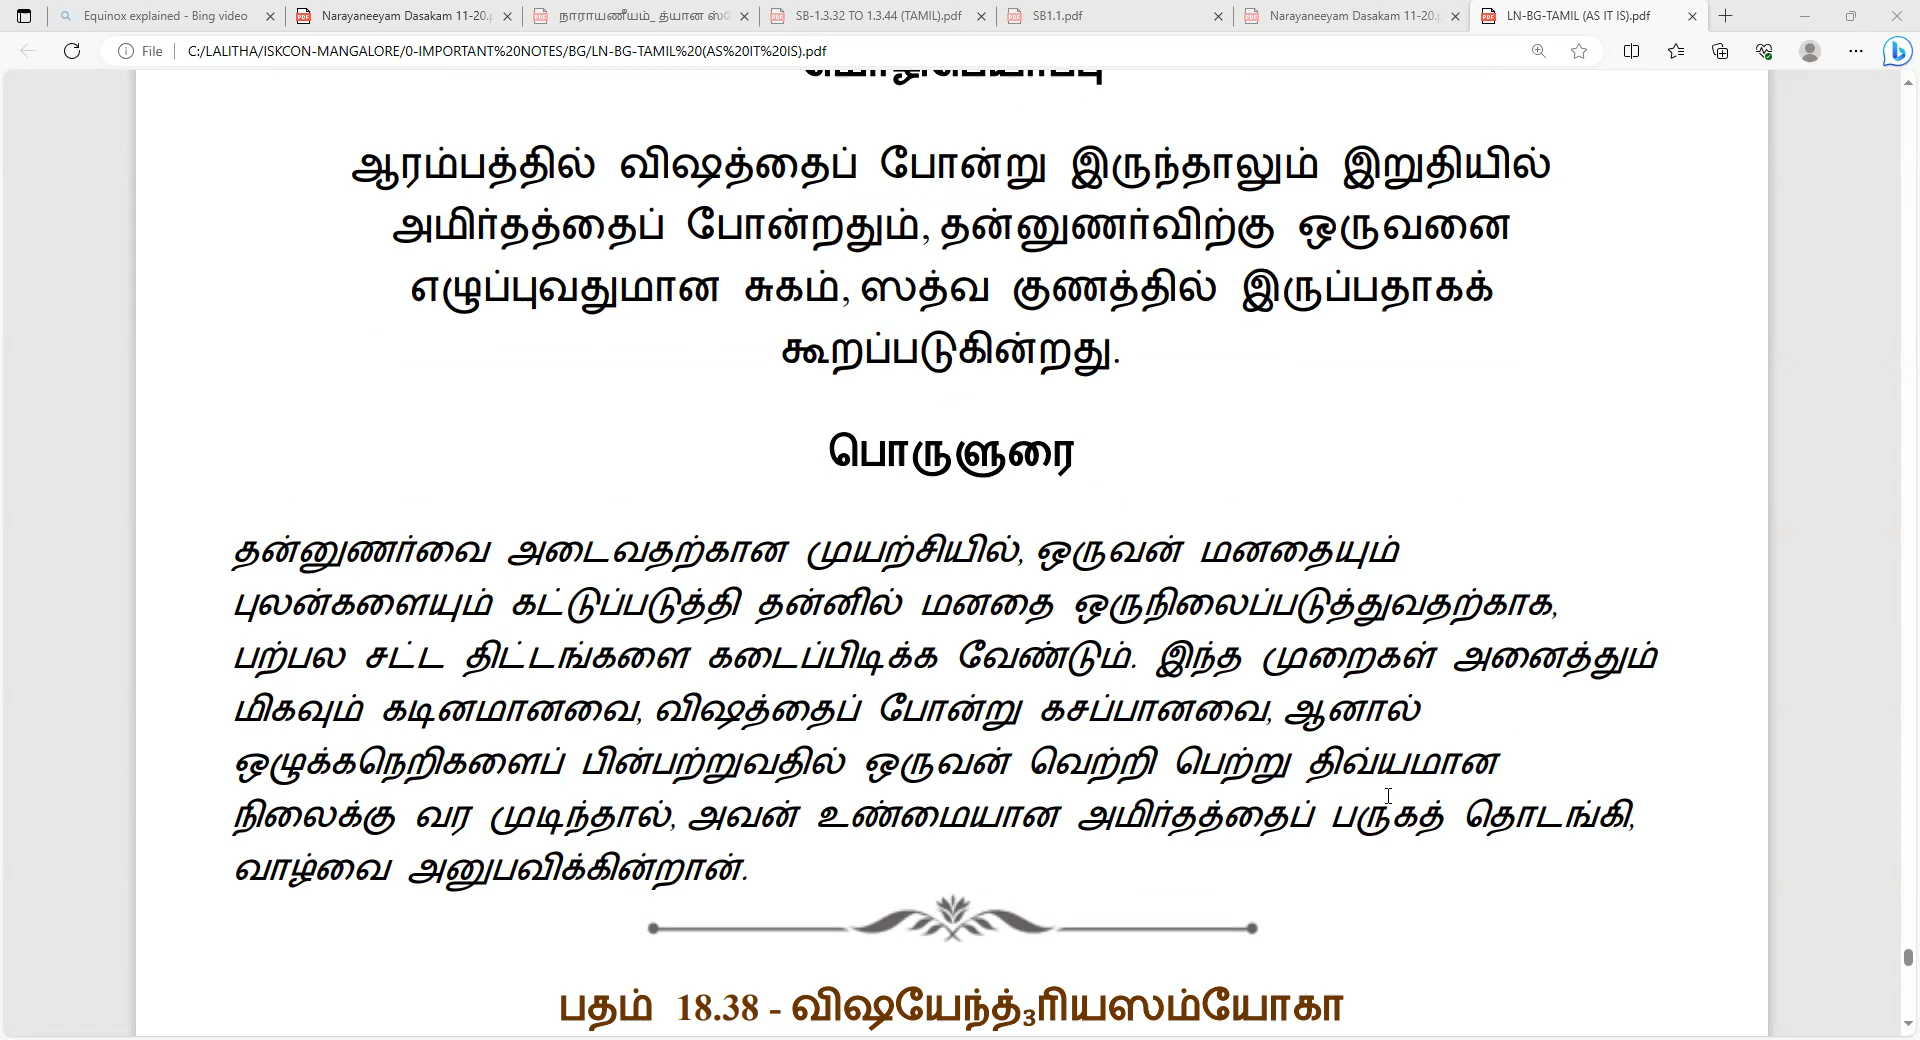 Equinox explained - Bing video
Narayaneeyam Dasakam 11-20.p
நாராயணீயம்_ த்யான ஸ்
SB-1.3.32 TO 1.3.44 (TAMIL).pdf
SB1.1.pdf
Narayaneeyam Dasakam 11-20.p
LN-BG-TAMIL (AS IT IS).pdf
File
C:/LALITHA/ISKCON-MANGALORE/0-IMPORTANT%20NOTES/BG/LN-BG-TAMIL%20(AS%20IT%20IS).pdf
மொழிபெயர்ப்பு
ஆரம்பத்தில் விஷத்தைப் போன்று இருந்தாலும் இறுதியில்
அமிர்தத்தைப் போன்றதும், தன்னுணர்விற்கு ஒருவனை
எழுப்புவதுமான சுகம், ஸத்வ குணத்தில் இருப்பதாகக்
கூறப்படுகின்றது.
பொருளுரை
தன்னுணர்வை அடைவதற்கான முயற்சியில், ஒருவன் மனதையும்
புலன்களையும் கட்டுப்படுத்தி தன்னில் மனதை ஒருநிலைப்படுத்துவதற்காக,
பற்பல சட்ட திட்டங்களை கடைப்பிடிக்க வேண்டும். இந்த முறைகள் அனைத்தும்
மிகவும் கடினமானவை, விஷத்தைப் போன்று கசப்பானவை, ஆனால்
ஒழுக்கநெறிகளைப் பின்பற்றுவதில் ஒருவன் வெற்றி பெற்று திவ்யமான
நிலைக்கு வர முடிந்தால், அவன் உண்மையான அமிர்தத்தைப் பருகத் தொடங்கி,
வாழ்வை அனுபவிக்கின்றான்.
பதம் 18.38 - விஷயேந்த்₃ரியஸம்யோகா